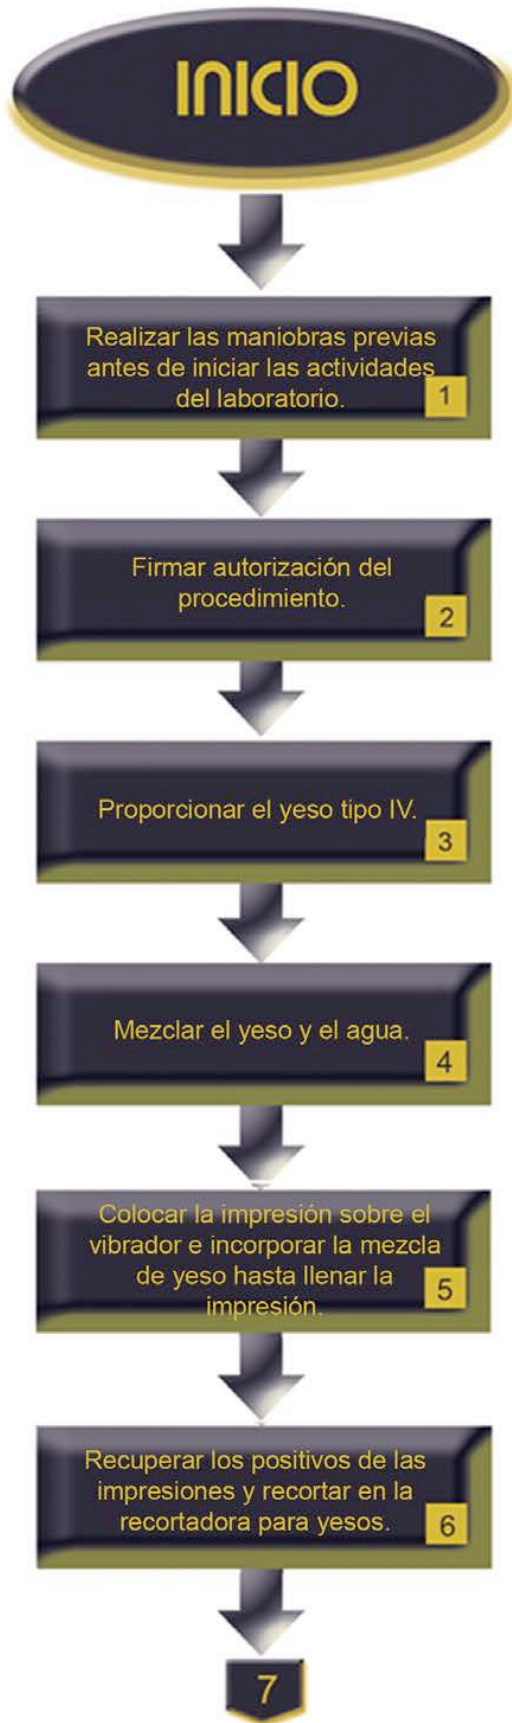 INICIO
Realizar las maniobras previas
antes de iniciar las actividades
del laboratorio.
1
Firmar autorización del
procedimiento.
2
Proporcionar el yeso tipo IV.
3
Mezclar el yeso y el agua.
4
Colocar la impresión sobre el
vibrador e incorporar la mezcla
de yeso hasta llenar la
impresión.
5
Recuperar los positivos de las
impresiones y recortar en la
recortadora para yesos.
6
7